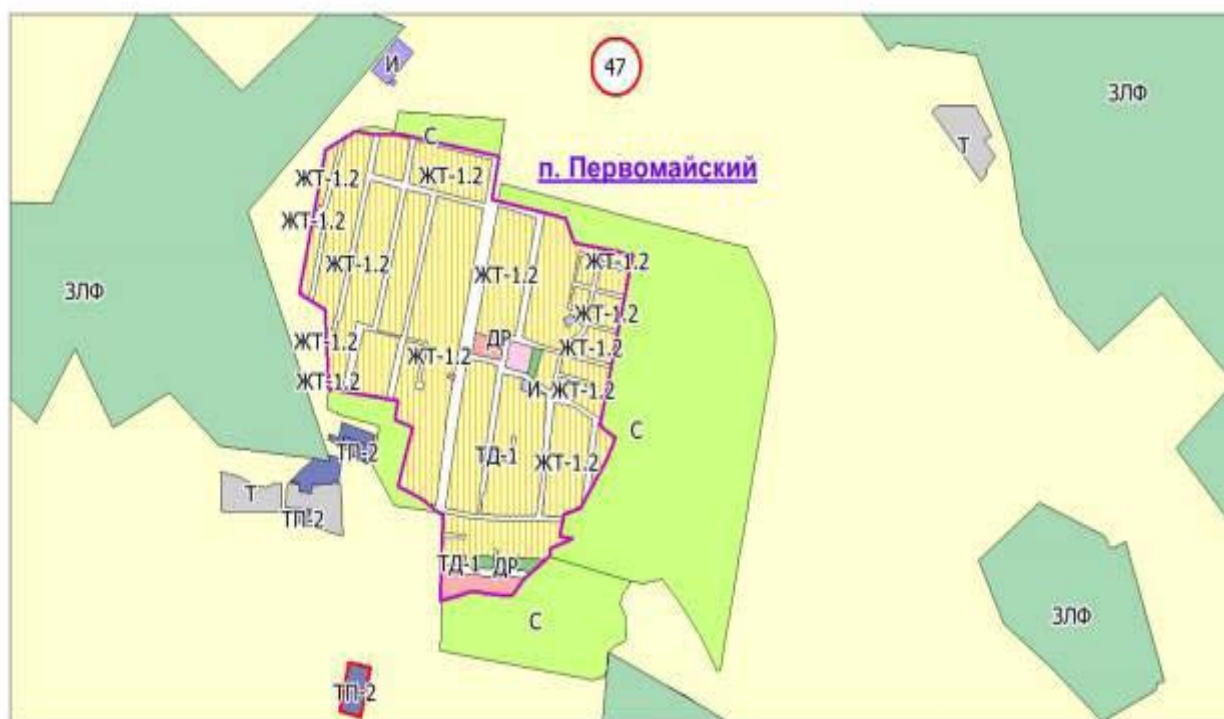 И
47
ЗЛФ
Т
С
п. Первомайский
ЖТ-1.2
ЖТ-1.2
ЖТ-1.2
ЖТ-1.2
ЖТ-1.2
ЖТ-1.2
ЗЛФ
ЖТ-1.2
ДР
ЖТ-1.2
ЖТ-1.2
ЖТ-1.2
ЖТ-1.2
И
ЖТ-1.2
С
ТП-2
ТД-1
ЖТ-1.2
Т
ТП-2
ТД-1
ДР
С
ЗЛФ
ТП-2